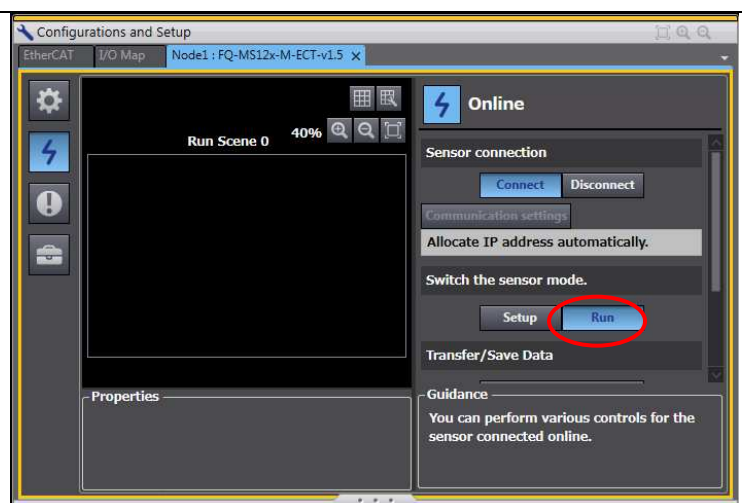 Configurations and Setup
EtherCAT
I/O Map
Node1 : FQ-MS12x-M-ECT-v1.5 x
Run Scene 0
40%
Properties
Online
Sensor connection
Connect
Disconnect
Communication settings
Allocate IP address automatically.
Switch the sensor mode.
Setup
Run
Transfer/Save Data
Guidance
You can perform various controls for the
sensor connected online.